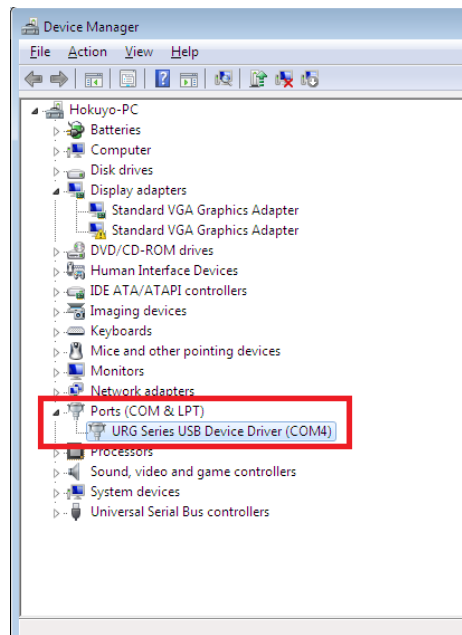 Device Manager
File Action View Help
Hokuyo-PC
Batteries
Computer
Disk drives
Display adapters
Standard VGA Graphics Adapter
Standard VGA Graphics Adapter
DVD/CD-ROM drives
Human Interface Devices
IDE ATA/ATAPI controllers
Imaging devices
Keyboards
Mice and other pointing devices
Monitors
Network adapters
Ports (COM & LPT)
URG Series USB Device Driver (COM4)
Processors
Sound, video and game controllers
System devices
Universal Serial Bus controllers